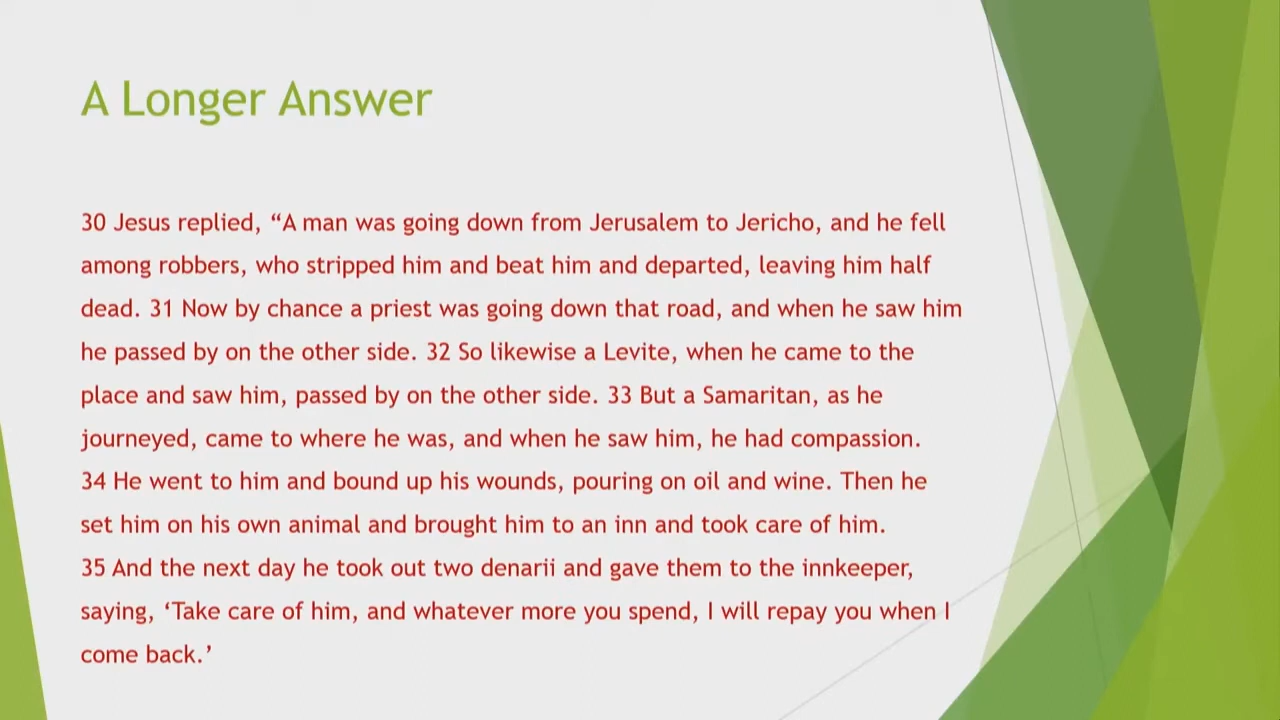 A Longer Answer
30 Jesus replied, “A man was going down from Jerusalem to Jericho, and he fell
among robbers, who stripped him and beat him and departed, leaving him half
dead. 31 Now by chance a priest was going down that road, and when he saw him
he passed by on the other side. 32 So likewise a Levite, when he came to the
place and saw him, passed by on the other side. 33 But a Samaritan, as he
journeyed, came to where he was, and when he saw him, he had compassion.
34 He went to him and bound up his wounds, pouring on oil and wine. Then he
set him on his own animal and brought him to an inn and took care of him.
35 And the next day he took out two denarii and gave them to the innkeeper,
saying, ‘Take care of him, and whatever more you spend, I will repay you when I
come back.’